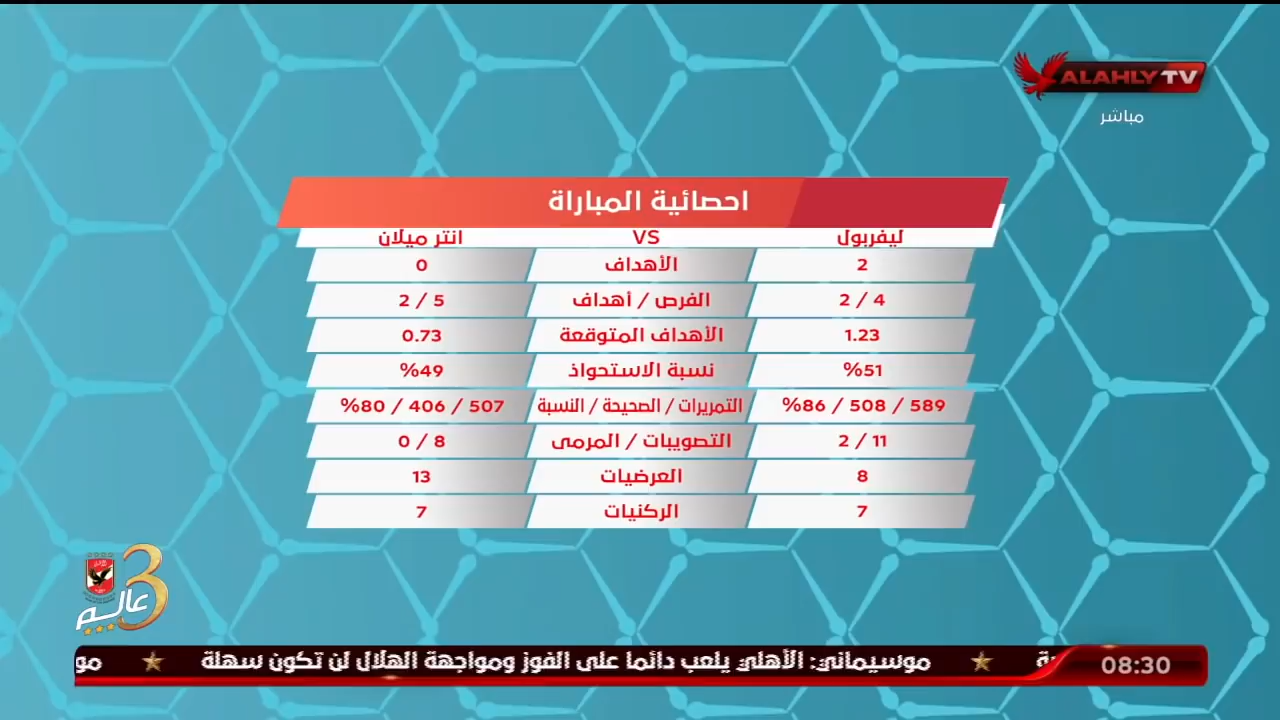 ALAHLY TV
مباشر
احصائية المباراة
ليفربول VS انتر ميلان
2 الأهداف 0
2 / 4 الفرص / أهداف 2 / 5
1.23 الأهداف المتوقعة 0.73
%51 نسبة الاستحواذ %49
%86 / 508 / 589 التمريرات / الصحيحة / النسبة %80 / 406 / 507
2 / 11 التصويبات / المرمى 0 / 8
8 العرضيات 13
7 الركنيات 7
3 عالم
08:30
موسيماني: الأهلي يلعب دائما على الفوز ومواجهة الهلال لن تكون سهلة